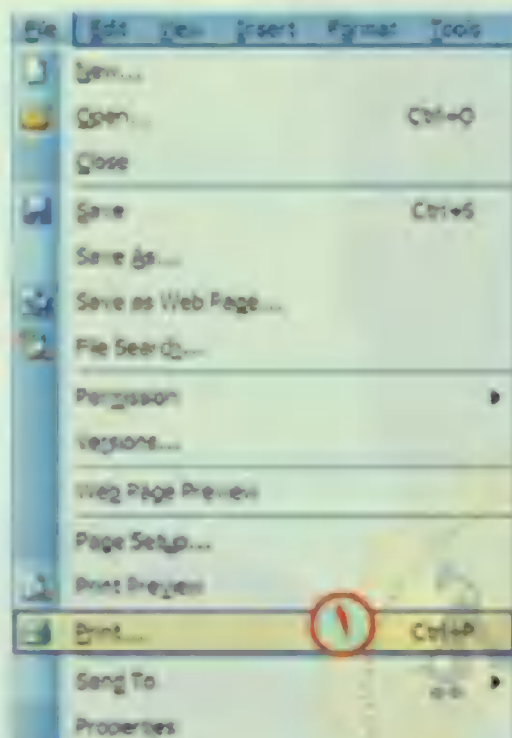 File Edit View Insert Format Tools
New...
Open... Ctrl+O
Close
Save Ctrl+S
Save As...
Save as Web Page...
File Search...
Permission
Versions...
Web Page Preview
Page Setup...
Print Preview
Print... ١ Ctrl+P
Send To
Properties